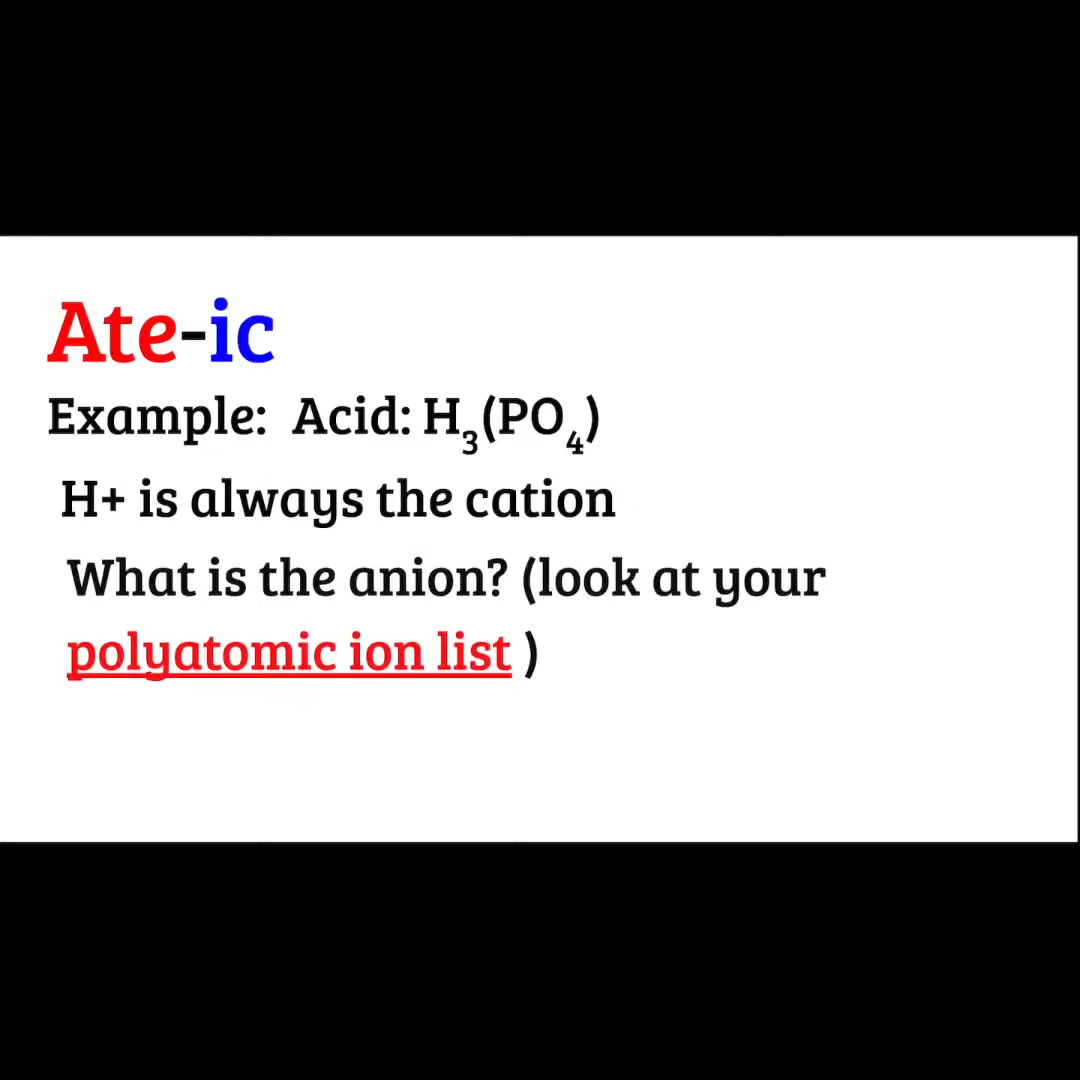 Ate-ic
Example:  Acid: H₃(PO₄)
H+ is always the cation
What is the anion? (look at your
polyatomic ion list )